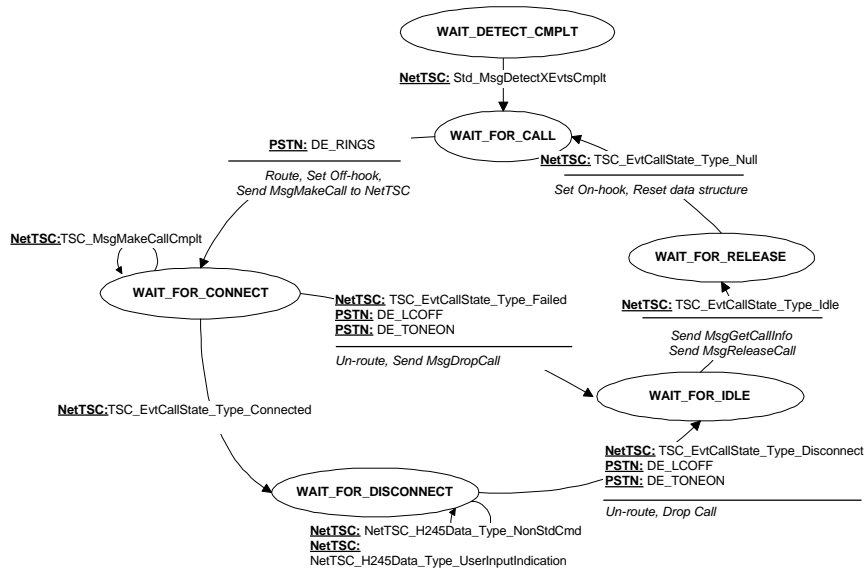 WAIT_DETECT_CMPLT
NetTSC: Std_MsgDetectXEvtsCmplt
WAIT_FOR_CALL
PSTN: DE_RINGS
Route, Set Off-hook,
Send MsgMakeCall to NetTSC
NetTSC: TSC_EvtCallState_Type_Null
Set On-hook, Reset data structure
NetTSC:TSC_MsgMakeCallCmplt
WAIT_FOR_CONNECT
WAIT_FOR_RELEASE
NetTSC: TSC_EvtCallState_Type_Failed
PSTN: DE_LCOFF
PSTN: DE_TONEON
Un-route, Send MsgDropCall
NetTSC: TSC_EvtCallState_Type_Idle
Send MsgGetCallInfo
Send MsgReleaseCall
WAIT_FOR_IDLE
NetTSC:TSC_EvtCallState_Type_Connected
NetTSC: TSC_EvtCallState_Type_Disconnect
PSTN: DE_LCOFF
PSTN: DE_TONEON
Un-route, Drop Call
WAIT_FOR_DISCONNECT
NetTSC: NetTSC_H245Data_Type_NonStdCmd
NetTSC:
NetTSC_H245Data_Type_UserInputIndication